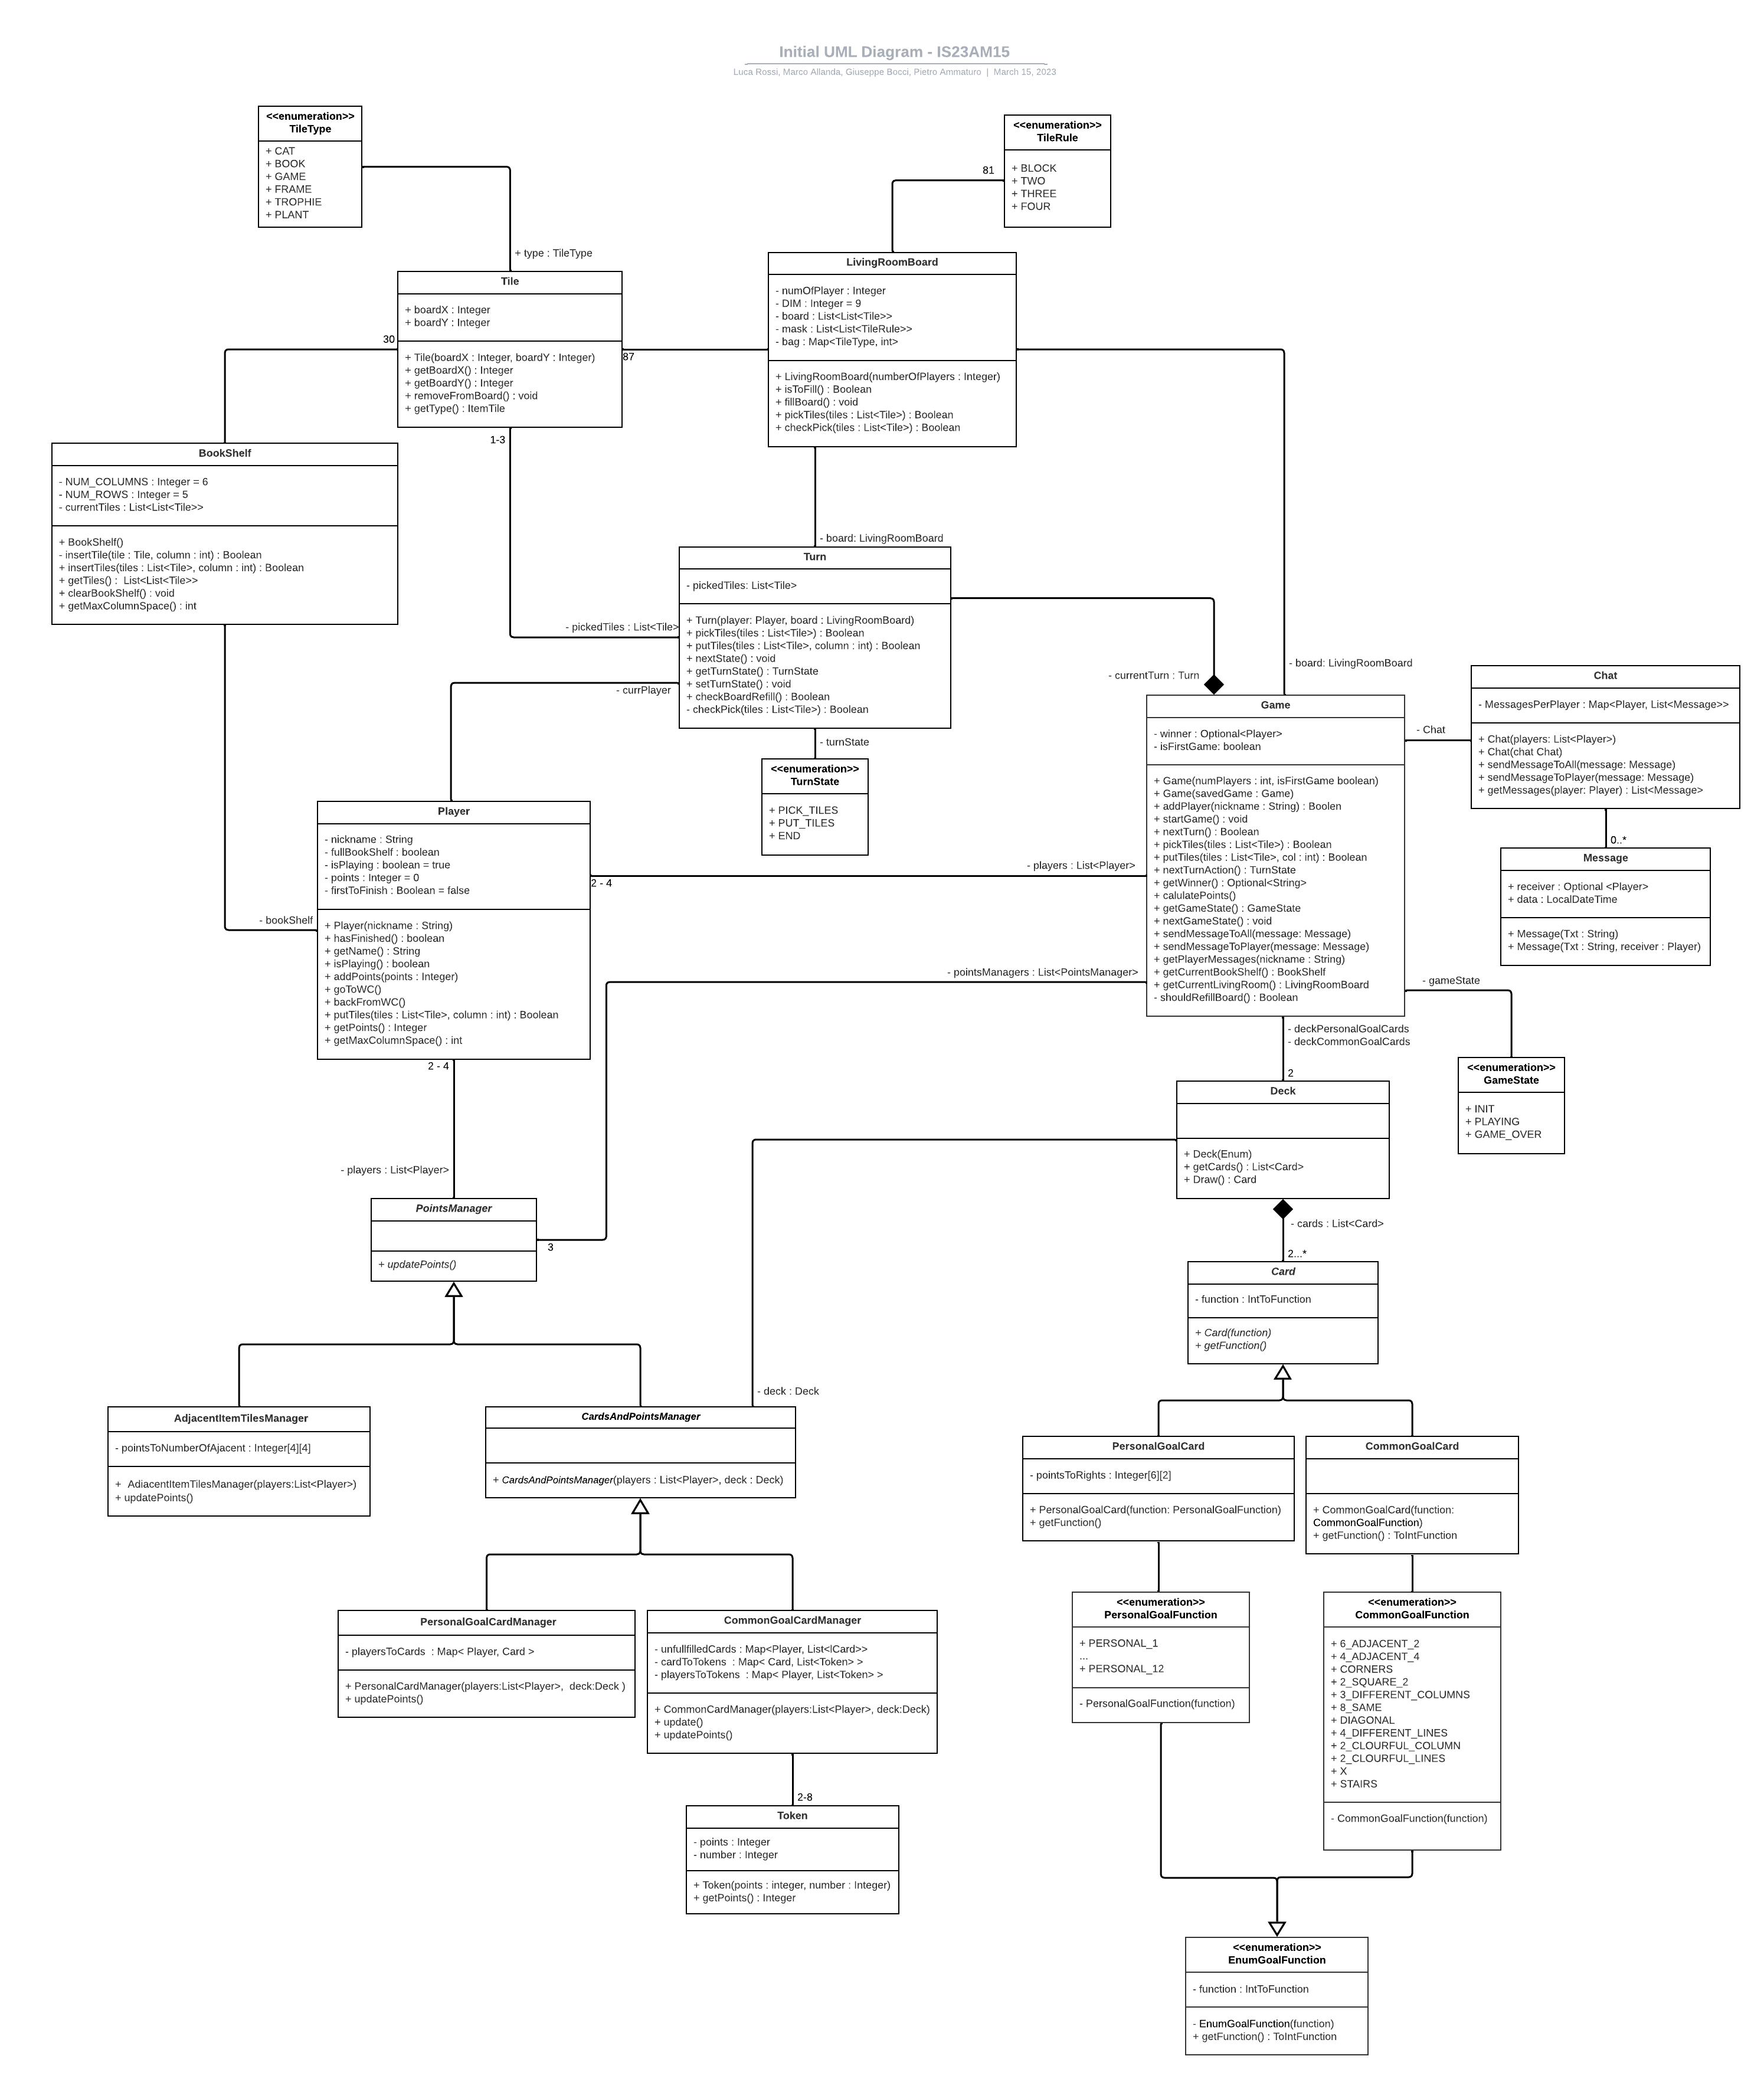 Initial UML Diagram - IS23AM15
Luca Rossi, Marco Allanda, Giuseppe Bocci, Pietro Ammaturo | March 15, 2023
<<enumeration>>
TileType
+ CAT
+ BOOK
+ GAME
+ FRAME
+ TROPHIE
+ PLANT
<<enumeration>>
TileRule
+ BLOCK
+ TWO
+ THREE
+ FOUR
81
+ type : TileType
Tile
+ boardX : Integer
+ boardY : Integer
+ Tile(boardX : Integer, boardY : Integer)
+ getBoardX() : Integer
+ getBoardY() : Integer
+ removeFromBoard() : void
+ getType() : ItemTile
30
87
1-3
LivingRoomBoard
- numOfPlayer : Integer
- DIM : Integer = 9
- board : List<List<Tile>>
- mask : List<List<TileRule>>
- bag : Map<TileType, int>
+ LivingRoomBoard(numberOfPlayers : Integer)
+ isToFill() : Boolean
+ fillBoard() : void
+ pickTiles(tiles : List<Tile>) : Boolean
+ checkPick(tiles : List<Tile>) : Boolean
BookShelf
- NUM_COLUMNS : Integer = 6
- NUM_ROWS : Integer = 5
- currentTiles : List<List<Tile>>
+ BookShelf()
- insertTile(tile : Tile, column : int) : Boolean
+ insertTiles(tiles : List<Tile>, column : int) : Boolean
+ getTiles() : List<List<Tile>>
+ clearBookShelf() : void
+ getMaxColumnSpace() : int
- board: LivingRoomBoard
Turn
- pickedTiles: List<Tile>
+ Turn(player: Player, board : LivingRoomBoard)
+ pickTiles(tiles : List<Tile>) : Boolean
+ putTiles(tiles : List<Tile>, column : int) : Boolean
+ nextState() : void
+ getTurnState() : TurnState
+ setTurnState() : void
+ checkBoardRefill() : Boolean
- checkPick(tiles : List<Tile>) : Boolean
- pickedTiles : List<Tile>
- currPlayer
- turnState
<<enumeration>>
TurnState
+ PICK_TILES
+ PUT_TILES
+ END
- currentTurn : Turn
- board: LivingRoomBoard
Game
- winner : Optional<Player>
- isFirstGame: boolean
+ Game(numPlayers : int, isFirstGame boolean)
+ Game(savedGame : Game)
+ addPlayer(nickname : String) : Boolen
+ startGame() : void
+ nextTurn() : Boolean
+ pickTiles(tiles : List<Tile>) : Boolean
+ putTiles(tiles : List<Tile>, col : int) : Boolean
+ nextTurnAction() : TurnState
+ getWinner() : Optional<String>
+ calulatePoints()
+ getGameState() : GameState
+ nextGameState() : void
+ sendMessageToAll(message: Message)
+ sendMessageToPlayer(message: Message)
+ getPlayerMessages(nickname : String)
+ getCurrentBookShelf() : BookShelf
+ getCurrentLivingRoom() : LivingRoomBoard
- shouldRefillBoard() : Boolean
- Chat
Chat
- MessagesPerPlayer : Map<Player, List<Message>>
+ Chat(players: List<Player>)
+ Chat(chat Chat)
+ sendMessageToAll(message: Message)
+ sendMessageToPlayer(message: Message)
+ getMessages(player: Player) : List<Message>
0..*
Message
+ receiver : Optional <Player>
+ data : LocalDateTime
+ Message(Txt : String)
+ Message(Txt : String, receiver : Player)
Player
- nickname : String
- fullBookShelf : boolean
- isPlaying : boolean = true
- points : Integer = 0
- firstToFinish : Boolean = false
+ Player(nickname : String)
+ hasFinished() : boolean
+ getName() : String
+ isPlaying() : boolean
+ addPoints(points : Integer)
+ goToWC()
+ backFromWC()
+ putTiles(tiles : List<Tile>, column : int) : Boolean
+ getPoints() : Integer
+ getMaxColumnSpace() : int
- bookShelf
2 - 4
- players : List<Player>
- pointsManagers : List<PointsManager>
- gameState
<<enumeration>>
GameState
+ INIT
+ PLAYING
+ GAME_OVER
- deckPersonalGoalCards
- deckCommonGoalCards
2
Deck
+ Deck(Enum)
+ getCards() : List<Card>
+ Draw() : Card
2 - 4
- players : List<Player>
PointsManager
+ updatePoints()
3
- cards : List<Card>
2...*
Card
- function : IntToFunction
+ Card(function)
+ getFunction()
- deck : Deck
AdjacentItemTilesManager
- pointsToNumberOfAjacent : Integer[4][4]
+ AdiacentItemTilesManager(players:List<Player>)
+ updatePoints()
CardsAndPointsManager
+ CardsAndPointsManager(players : List<Player>, deck : Deck)
PersonalGoalCard
- pointsToRights : Integer[6][2]
+ PersonalGoalCard(function: PersonalGoalFunction)
+ getFunction()
CommonGoalCard
+ CommonGoalCard(function:
CommonGoalFunction)
+ getFunction() : ToIntFunction
PersonalGoalCardManager
- playersToCards : Map< Player, Card >
+ PersonalCardManager(players:List<Player>, deck:Deck )
+ updatePoints()
CommonGoalCardManager
- unfullfilledCards : Map<Player, List<lCard>>
- cardToTokens : Map< Card, List<Token> >
- playersToTokens : Map< Player, List<Token> >
+ CommonCardManager(players:List<Player>, deck:Deck)
+ update()
+ updatePoints()
2-8
Token
- points : Integer
- number : Integer
+ Token(points : integer, number : Integer)
+ getPoints() : Integer
<<enumeration>>
PersonalGoalFunction
+ PERSONAL_1
...
+ PERSONAL_12
- PersonalGoalFunction(function)
<<enumeration>>
CommonGoalFunction
+ 6_ADJACENT_2
+ 4_ADJACENT_4
+ CORNERS
+ 2_SQUARE_2
+ 3_DIFFERENT_COLUMNS
+ 8_SAME
+ DIAGONAL
+ 4_DIFFERENT_LINES
+ 2_CLOURFUL_COLUMN
+ 2_CLOURFUL_LINES
+ X
+ STAIRS
- CommonGoalFunction(function)
<<enumeration>>
EnumGoalFunction
- function : IntToFunction
- EnumGoalFunction(function)
+ getFunction() : ToIntFunction